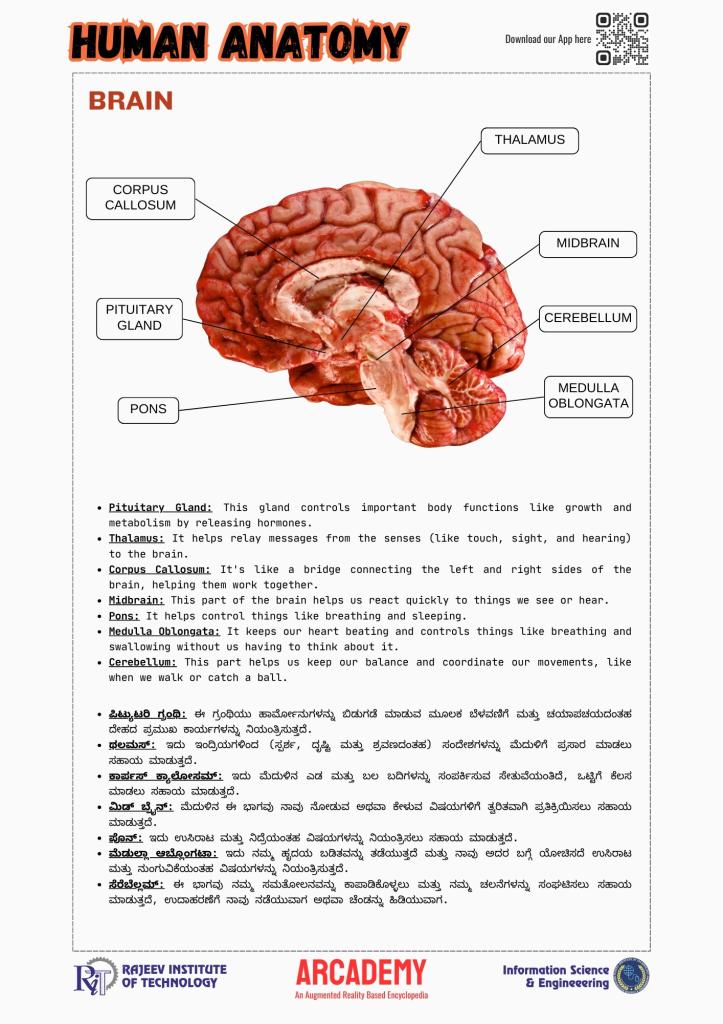 HUMAN ANATOMY
Download our App here
BRAIN
THALAMUS
CORPUS
CALLOSUM
MIDBRAIN
PITUITARY
GLAND
CEREBELLUM
MEDULLA
OBLONGATA
PONS
Pituitary Gland: This gland controls important body functions like growth and
metabolism by releasing hormones.
Thalamus: It helps relay messages from the senses (like touch, sight, and hearing)
to the brain.
Corpus Callosum: It's like a bridge connecting the left and right sides of the
brain, helping them work together.
Midbrain: This part of the brain helps us react quickly to things we see or hear.
Pons: It helps control things like breathing and sleeping.
Medulla Oblongata: It keeps our heart beating and controls things like breathing and
swallowing without us having to think about it.
Cerebellum: This part helps us keep our balance and coordinate our movements, like
when we walk or catch a ball.
ಪಿಟ್ಯುಟರಿ ಗ್ರಂಥಿ: ಈ ಗ್ರಂಥಿಯು ಹಾರ್ಮೋನುಗಳನ್ನು ಬಿಡುಗಡೆ ಮಾಡುವ ಮೂಲಕ ಬೆಳವಣಿಗೆ ಮತ್ತು ಚಯಾಪಚಯದಂತಹ
ದೇಹದ ಪ್ರಮುಖ ಕಾರ್ಯಗಳನ್ನು ನಿಯಂತ್ರಿಸುತ್ತದೆ.
ಥಲಮಸ್: ಇದು ಇಂದ್ರಿಯಗಳಿಂದ (ಸ್ಪರ್ಶ, ದೃಷ್ಟಿ ಮತ್ತು ಶ್ರವಣದಂತಹ) ಸಂದೇಶಗಳನ್ನು ಮೆದುಳಿಗೆ ಪ್ರಸಾರ ಮಾಡಲು
ಸಹಾಯ ಮಾಡುತ್ತದೆ.
ಕಾರ್ಪಸ್ ಕ್ಯಾಲೋಸಮ್: ಇದು ಮೆದುಳಿನ ಎಡ ಮತ್ತು ಬಲ ಬದಿಗಳನ್ನು ಸಂಪರ್ಕಿಸುವ ಸೇತುವೆಯಂತಿದೆ, ಒಟ್ಟಿಗೆ ಕೆಲಸ
ಮಾಡಲು ಸಹಾಯ ಮಾಡುತ್ತದೆ.
ಮಿಡ್ ಬ್ರೈನ್: ಮೆದುಳಿನ ಈ ಭಾಗವು ನಾವು ನೋಡುವ ಅಥವಾ ಕೇಳುವ ವಿಷಯಗಳಿಗೆ ತ್ವರಿತವಾಗಿ ಪ್ರತಿಕ್ರಿಯಿಸಲು ಸಹಾಯ
ಮಾಡುತ್ತದೆ.
ಪೊನ್: ಇದು ಉಸಿರಾಟ ಮತ್ತು ನಿದ್ರೆಯಂತಹ ವಿಷಯಗಳನ್ನು ನಿಯಂತ್ರಿಸಲು ಸಹಾಯ ಮಾಡುತ್ತದೆ.
ಮೆಡುಲ್ಲಾ ಆಬ್ಲೋಂಗಟಾ: ಇದು ನಮ್ಮ ಹೃದಯ ಬಡಿತವನ್ನು ತಡೆಯುತ್ತದೆ ಮತ್ತು ನಾವು ಅದರ ಬಗ್ಗೆ ಯೋಚಿಸದೆ ಉಸಿರಾಟ
ಮತ್ತು ನುಂಗುವಿಕೆಯಂತಹ ವಿಷಯಗಳನ್ನು ನಿಯಂತ್ರಿಸುತ್ತದೆ.
ಸೆರೆಬೆಲ್ಲಮ್: ಈ ಭಾಗವು ನಮ್ಮ ಸಮತೋಲನವನ್ನು ಕಾಪಾಡಿಕೊಳ್ಳಲು ಮತ್ತು ನಮ್ಮ ಚಲನೆಗಳನ್ನು ಸಂಘಟಿಸಲು ಸಹಾಯ
ಮಾಡುತ್ತದೆ, ಉದಾಹರಣೆಗೆ ನಾವು ನಡೆಯುವಾಗ ಅಥವಾ ಚೆಂಡನ್ನು ಹಿಡಿಯುವಾಗ.
RiT RAJEEV INSTITUTE
OF TECHNOLOGY
ARCADEMY
An Augmented Reality Based Encyclopedia
Information Science
& Engineeering